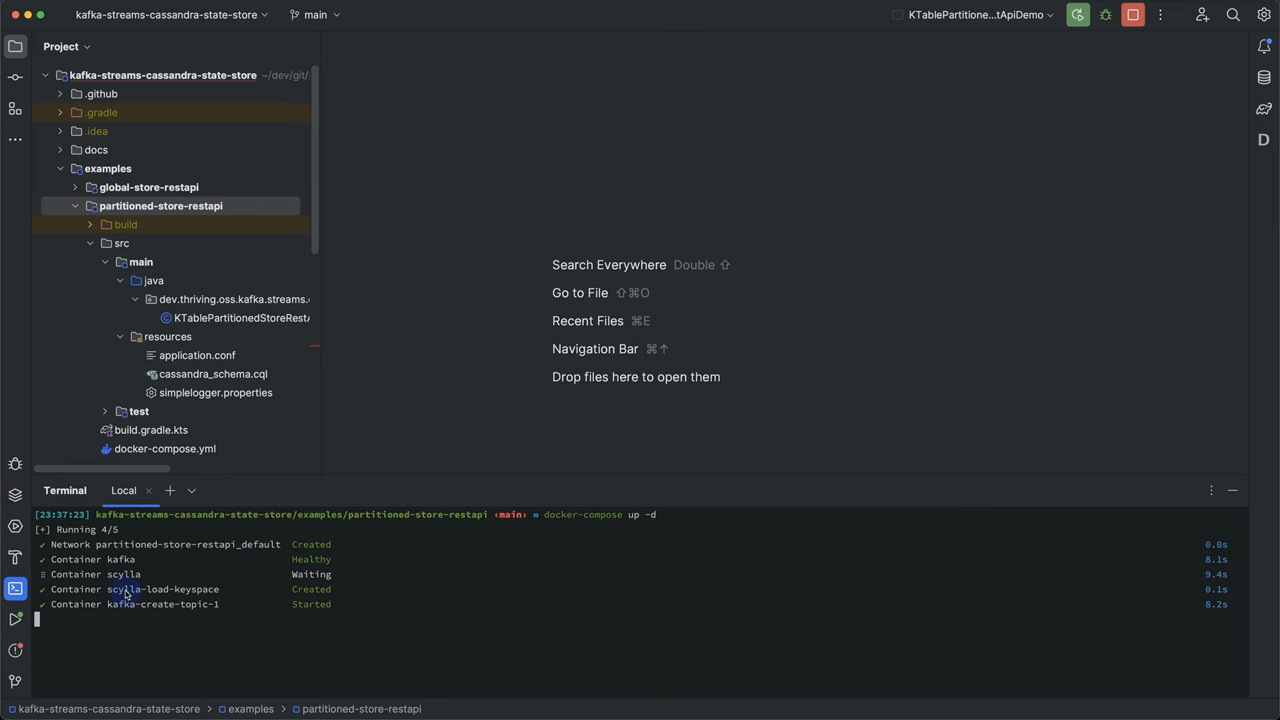 kafka-streams-cassandra-state-store
main
KTablePartitione...tApiDemo
Project
kafka-streams-cassandra-state-store ~/dev/git/
.github
.gradle
.idea
docs
examples
global-store-restapi
partitioned-store-restapi
build
src
main
java
dev.thriving.oss.kafka.streams.
KTablePartitionedStoreRestA
resources
application.conf
cassandra_schema.cql
simplelogger.properties
test
build.gradle.kts
docker-compose.yml
Search Everywhere Double ⇧
Go to File ⇧⌘O
Recent Files ⌘E
Navigation Bar ⌘↑
Drop files here to open them
D
Terminal Local
[23:37:23] kafka-streams-cassandra-state-store/examples/partitioned-store-restapi ‹main› » docker-compose up -d
[+] Running 4/5
✔ Network partitioned-store-restapi_default Created 0.0s
✔ Container kafka Healthy 8.1s
⠿ Container scylla Waiting 9.4s
✔ Container scylla-load-keyspace Created 0.1s
✔ Container kafka-create-topic-1 Started 8.2s
kafka-streams-cassandra-state-store › examples › partitioned-store-restapi